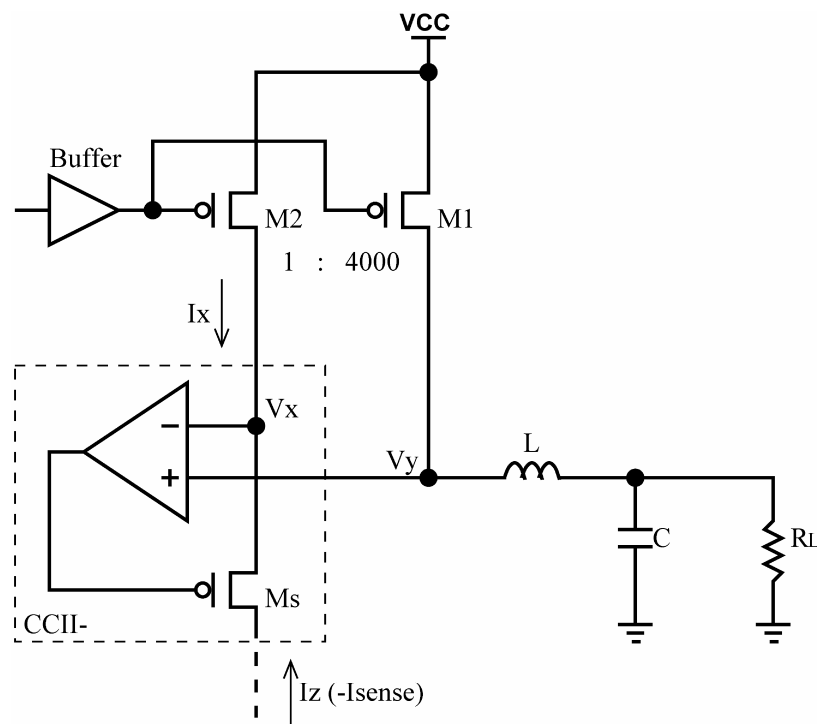 VCC
Buffer
M2
M1
1 : 4000
Ix
Vx
−
Vy
L
+
C
RL
Ms
CCII-
Iz (-Isense)